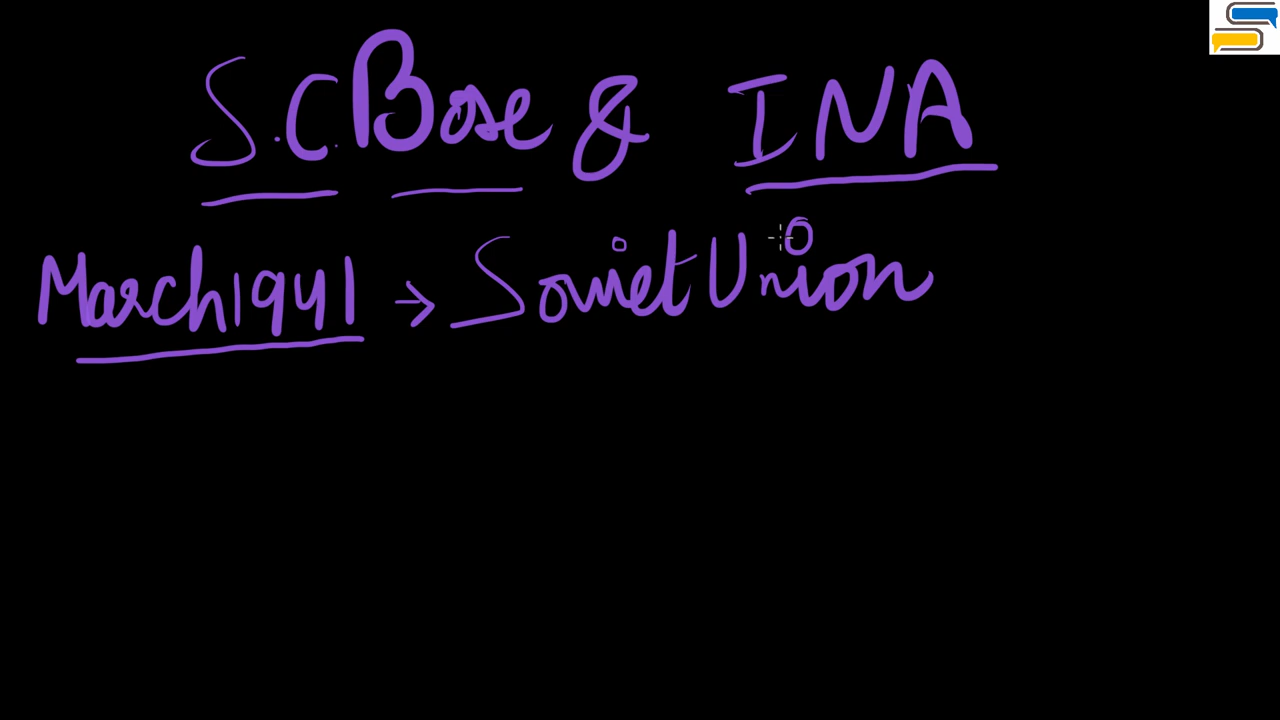 S.C. Bose & INA
March 1941 → Soviet Union